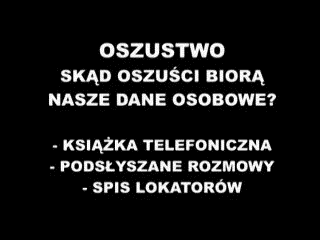 OSZUSTWO
SKĄD OSZUŚCI BIORĄ
NASZE DANE OSOBOWE?
- KSIĄŻKA TELEFONICZNA
- PODSŁYSZANE ROZMOWY
- SPIS LOKATORÓW